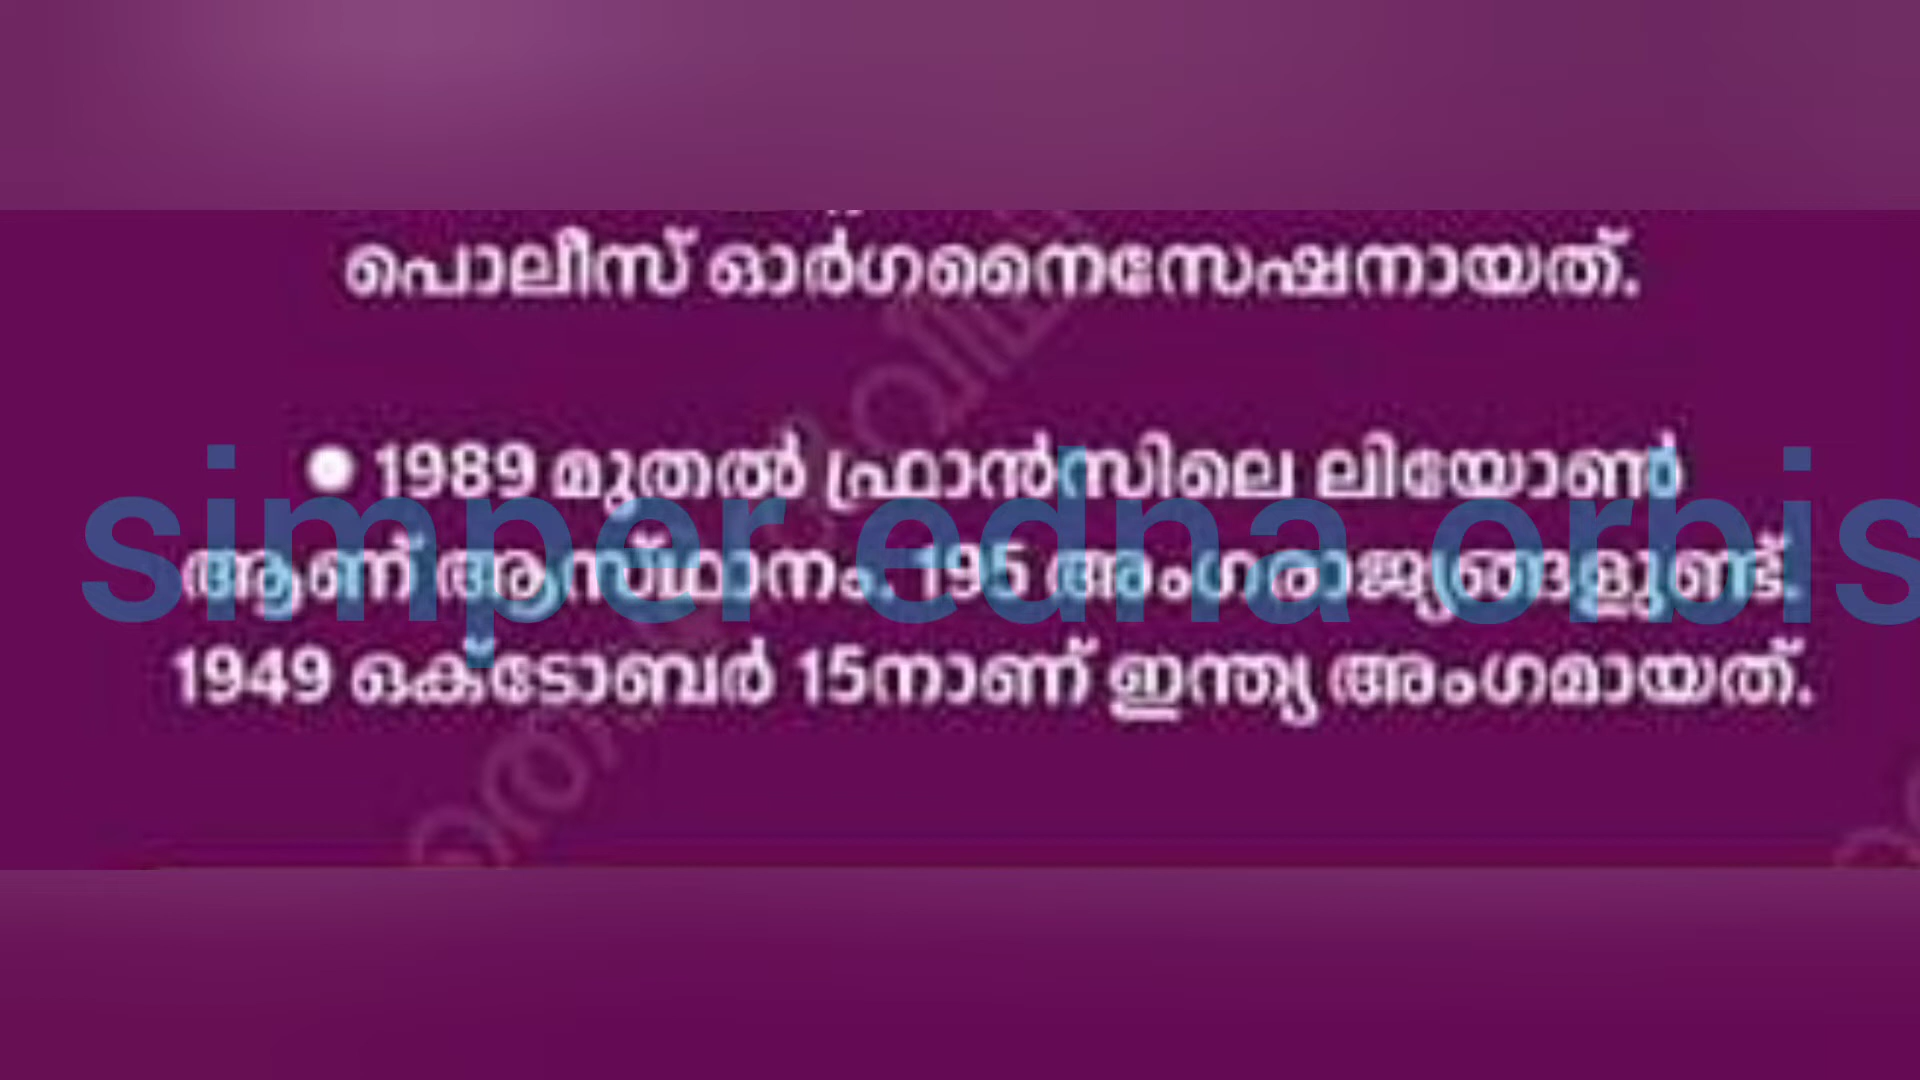 പൊലീസ് ഓർഗനൈസേഷനായത്.
● 1989 മുതൽ ഫ്രാൻസിലെ ലിയോൺ
ആണ് ആസ്ഥാനം. 195 അംഗരാജ്യങ്ങളുണ്ട്.
1949 ഒക്ടോബർ 15നാണ് ഇന്ത്യ അംഗമായത്.
simper edna orbis